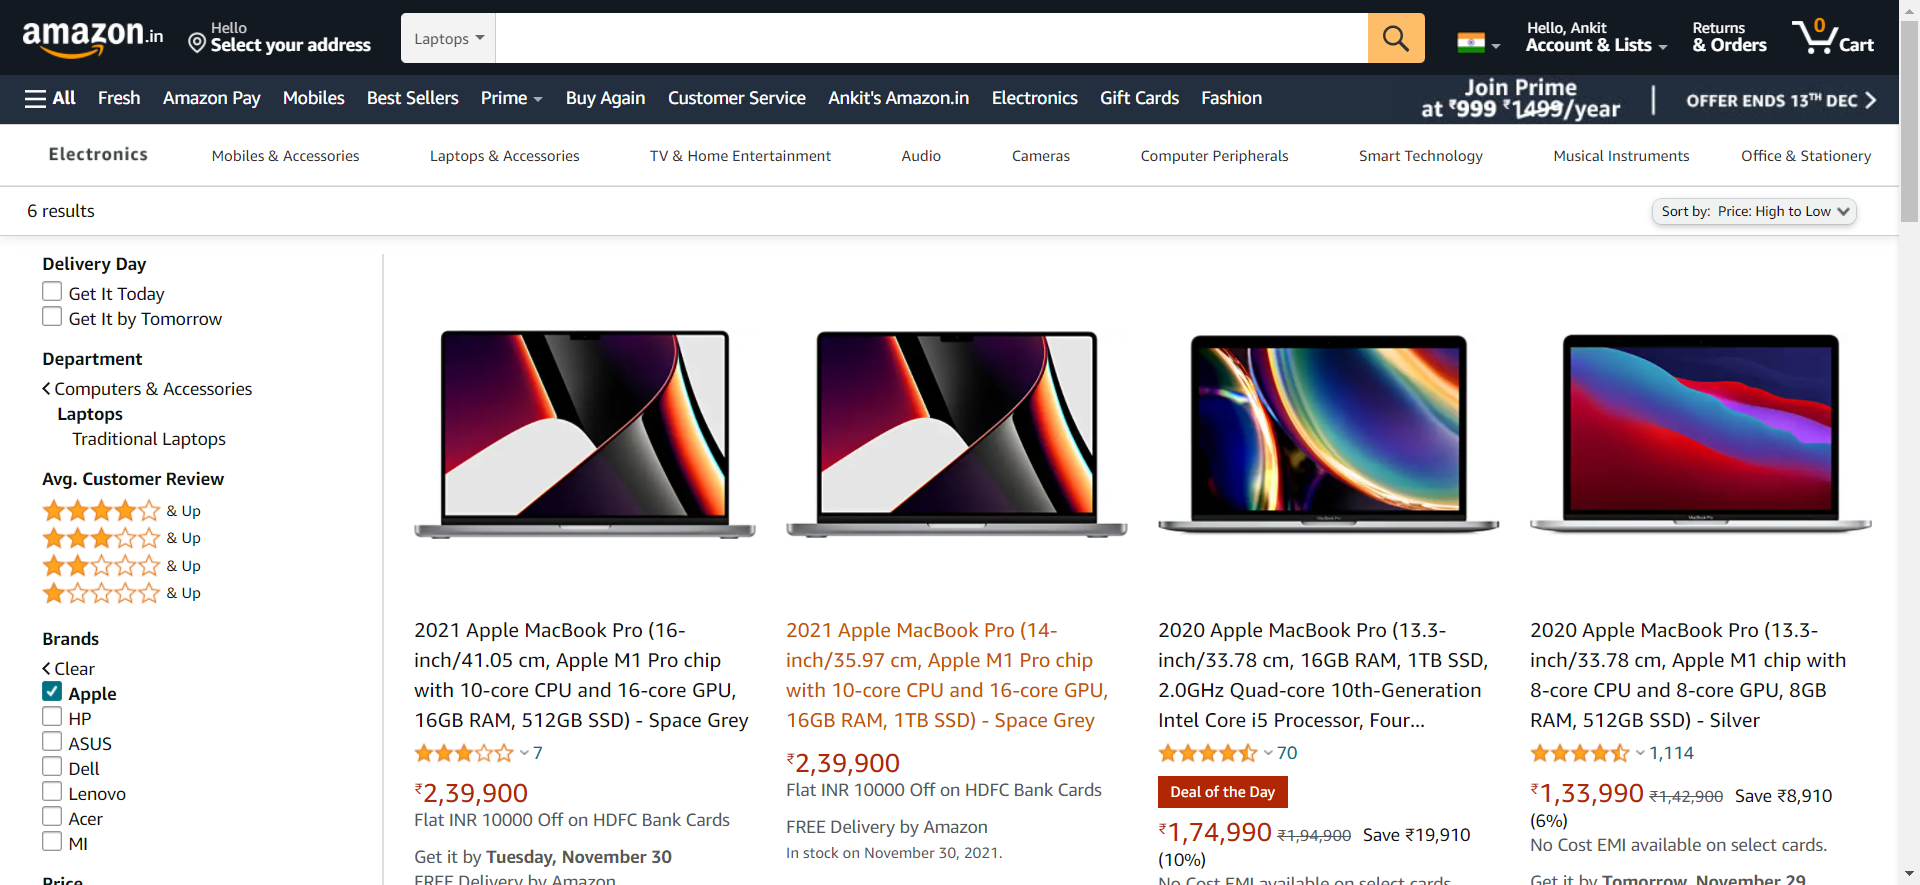 amazon.in
Hello
Select your address
Laptops
Hello, Ankit
Account & Lists
Returns
& Orders
0
Cart
All
Fresh
Amazon Pay
Mobiles
Best Sellers
Prime
Buy Again
Customer Service
Ankit's Amazon.in
Electronics
Gift Cards
Fashion
Join Prime
at ₹999 ₹1499/year
OFFER ENDS 13TH DEC
Electronics
Mobiles & Accessories
Laptops & Accessories
TV & Home Entertainment
Audio
Cameras
Computer Peripherals
Smart Technology
Musical Instruments
Office & Stationery
6 results
Sort by: Price: High to Low
Delivery Day
Get It Today
Get It by Tomorrow
Department
Computers & Accessories
Laptops
Traditional Laptops
Avg. Customer Review
& Up
& Up
& Up
& Up
Brands
Clear
Apple
HP
ASUS
Dell
Lenovo
Acer
MI
Price
2021 Apple MacBook Pro (16-
inch/41.05 cm, Apple M1 Pro chip
with 10-core CPU and 16-core GPU,
16GB RAM, 512GB SSD) - Space Grey
7
₹2,39,900
Flat INR 10000 Off on HDFC Bank Cards
Get it by Tuesday, November 30
FREE Delivery by Amazon
2021 Apple MacBook Pro (14-
inch/35.97 cm, Apple M1 Pro chip
with 10-core CPU and 16-core GPU,
16GB RAM, 1TB SSD) - Space Grey
₹2,39,900
Flat INR 10000 Off on HDFC Bank Cards
FREE Delivery by Amazon
In stock on November 30, 2021.
2020 Apple MacBook Pro (13.3-
inch/33.78 cm, 16GB RAM, 1TB SSD,
2.0GHz Quad-core 10th-Generation
Intel Core i5 Processor, Four...
70
Deal of the Day
₹1,74,990 ₹1,94,900 Save ₹19,910
(10%)
No Cost EMI available on select cards.
2020 Apple MacBook Pro (13.3-
inch/33.78 cm, Apple M1 chip with
8-core CPU and 8-core GPU, 8GB
RAM, 512GB SSD) - Silver
1,114
₹1,33,990 ₹1,42,900 Save ₹8,910
(6%)
No Cost EMI available on select cards.
Get it by Tomorrow, November 29